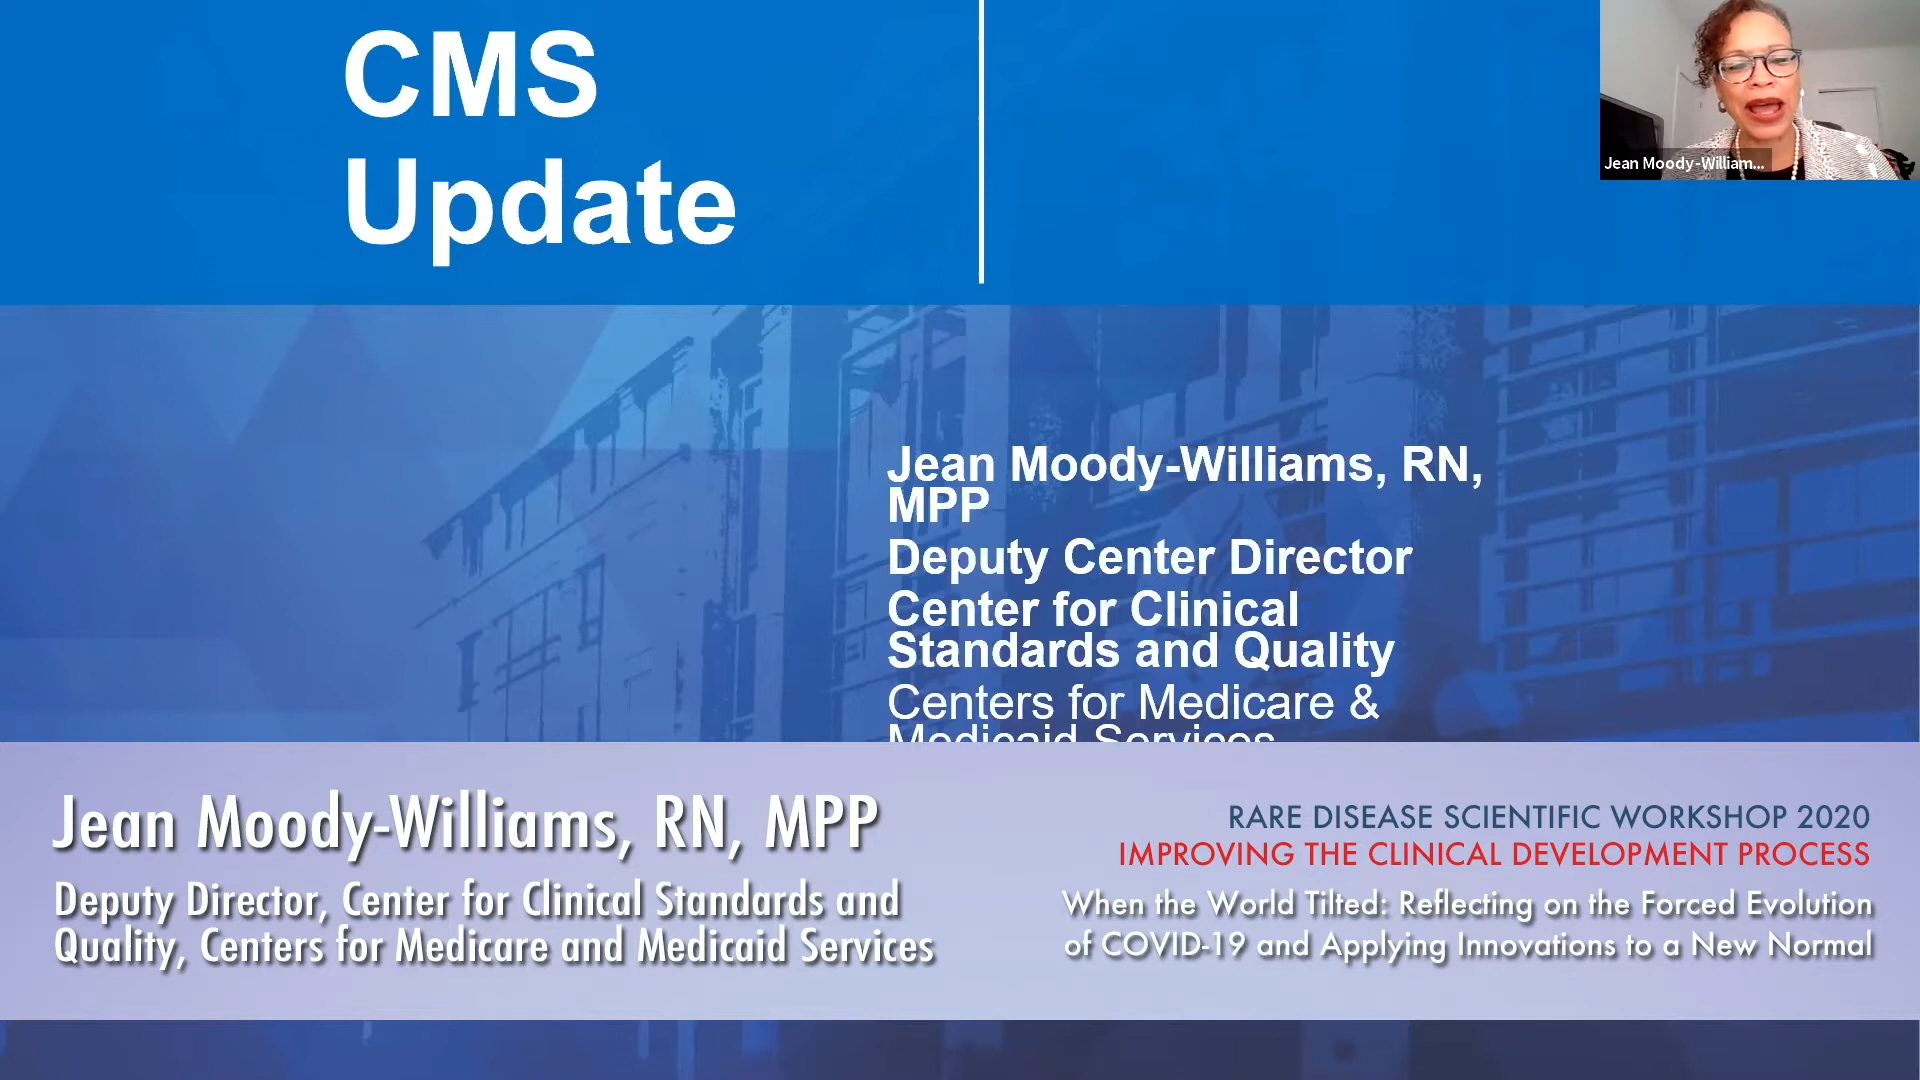 CMS
Update
Jean Moody-William...
Jean Moody-Williams, RN,
MPP
Deputy Center Director
Center for Clinical
Standards and Quality
Centers for Medicare &
Medicaid Services
Jean Moody-Williams, RN, MPP
Deputy Director, Center for Clinical Standards and
Quality, Centers for Medicare and Medicaid Services
RARE DISEASE SCIENTIFIC WORKSHOP 2020
IMPROVING THE CLINICAL DEVELOPMENT PROCESS
When the World Tilted: Reflecting on the Forced Evolution
of COVID-19 and Applying Innovations to a New Normal